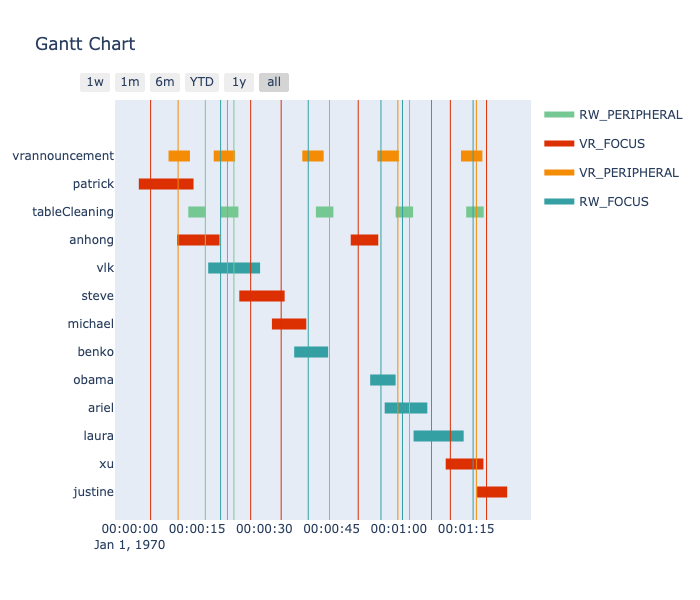 Gantt Chart
1w 1m 6m YTD 1y all
RW_PERIPHERAL
VR_FOCUS
VR_PERIPHERAL
RW_FOCUS
vrannouncement
patrick
tableCleaning
anhong
vlk
steve
michael
benko
obama
ariel
laura
xu
justine
00:00:00 00:00:15 00:00:30 00:00:45 00:01:00 00:01:15
Jan 1, 1970